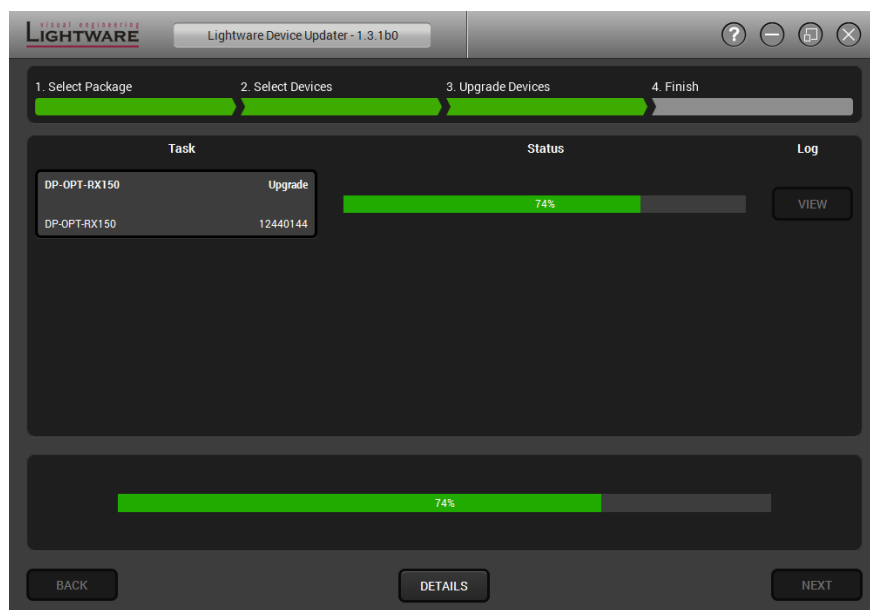 visual engineering
LIGHTWARE
Lightware Device Updater - 1.3.1b0
?
1. Select Package 2. Select Devices 3. Upgrade Devices 4. Finish
Task Status Log
DP-OPT-RX150 Upgrade
74% VIEW
DP-OPT-RX150 12440144
74%
BACK DETAILS NEXT